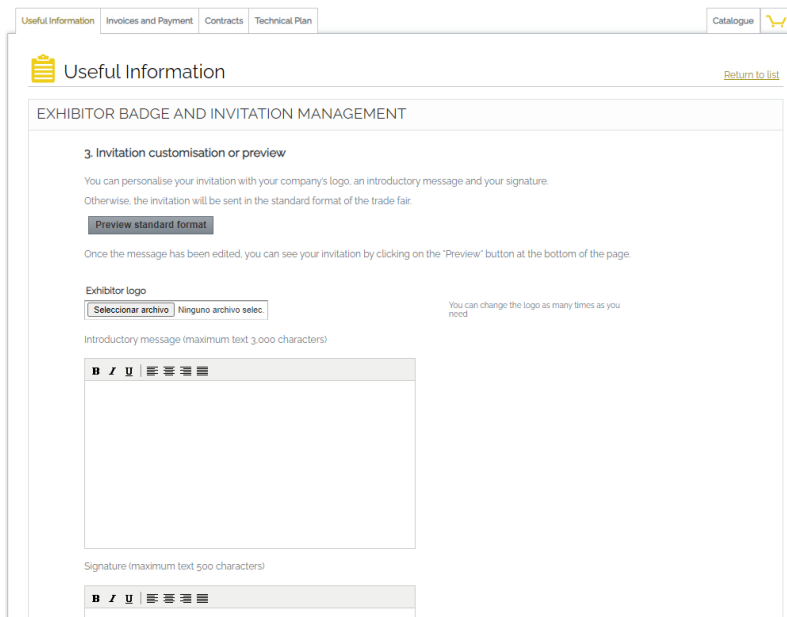 Useful Information
Invoices and Payment
Contracts
Technical Plan
Catalogue
Useful Information
Return to list
EXHIBITOR BADGE AND INVITATION MANAGEMENT
3. Invitation customisation or preview
You can personalise your invitation with your company's logo, an introductory message and your signature.
Otherwise, the invitation will be sent in the standard format of the trade fair.
Preview standard format
Once the message has been edited, you can see your invitation by clicking on the "Preview" button at the bottom of the page.
Exhibitor logo
Seleccionar archivo Ninguno archivo selec.
You can change the logo as many times as you
need
Introductory message (maximum text 3,000 characters)
B I U
Signature (maximum text 500 characters)
B I U